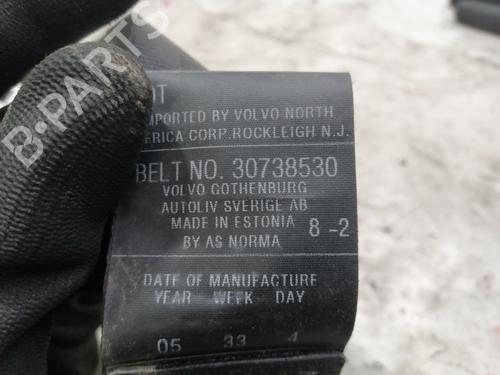 IMPORTED BY VOLVO NORTH
CORP. ROCKLEIGH N.J.
BELT NO. 30738530
VOLVO GOTHENBURG
AUTOLIV SVERIGE AB
MADE IN ESTONIA 8-2
BY AS NORMA
DATE OF MANUFACTURE
YEAR WEEK DAY
05 33 4
B-PARTS